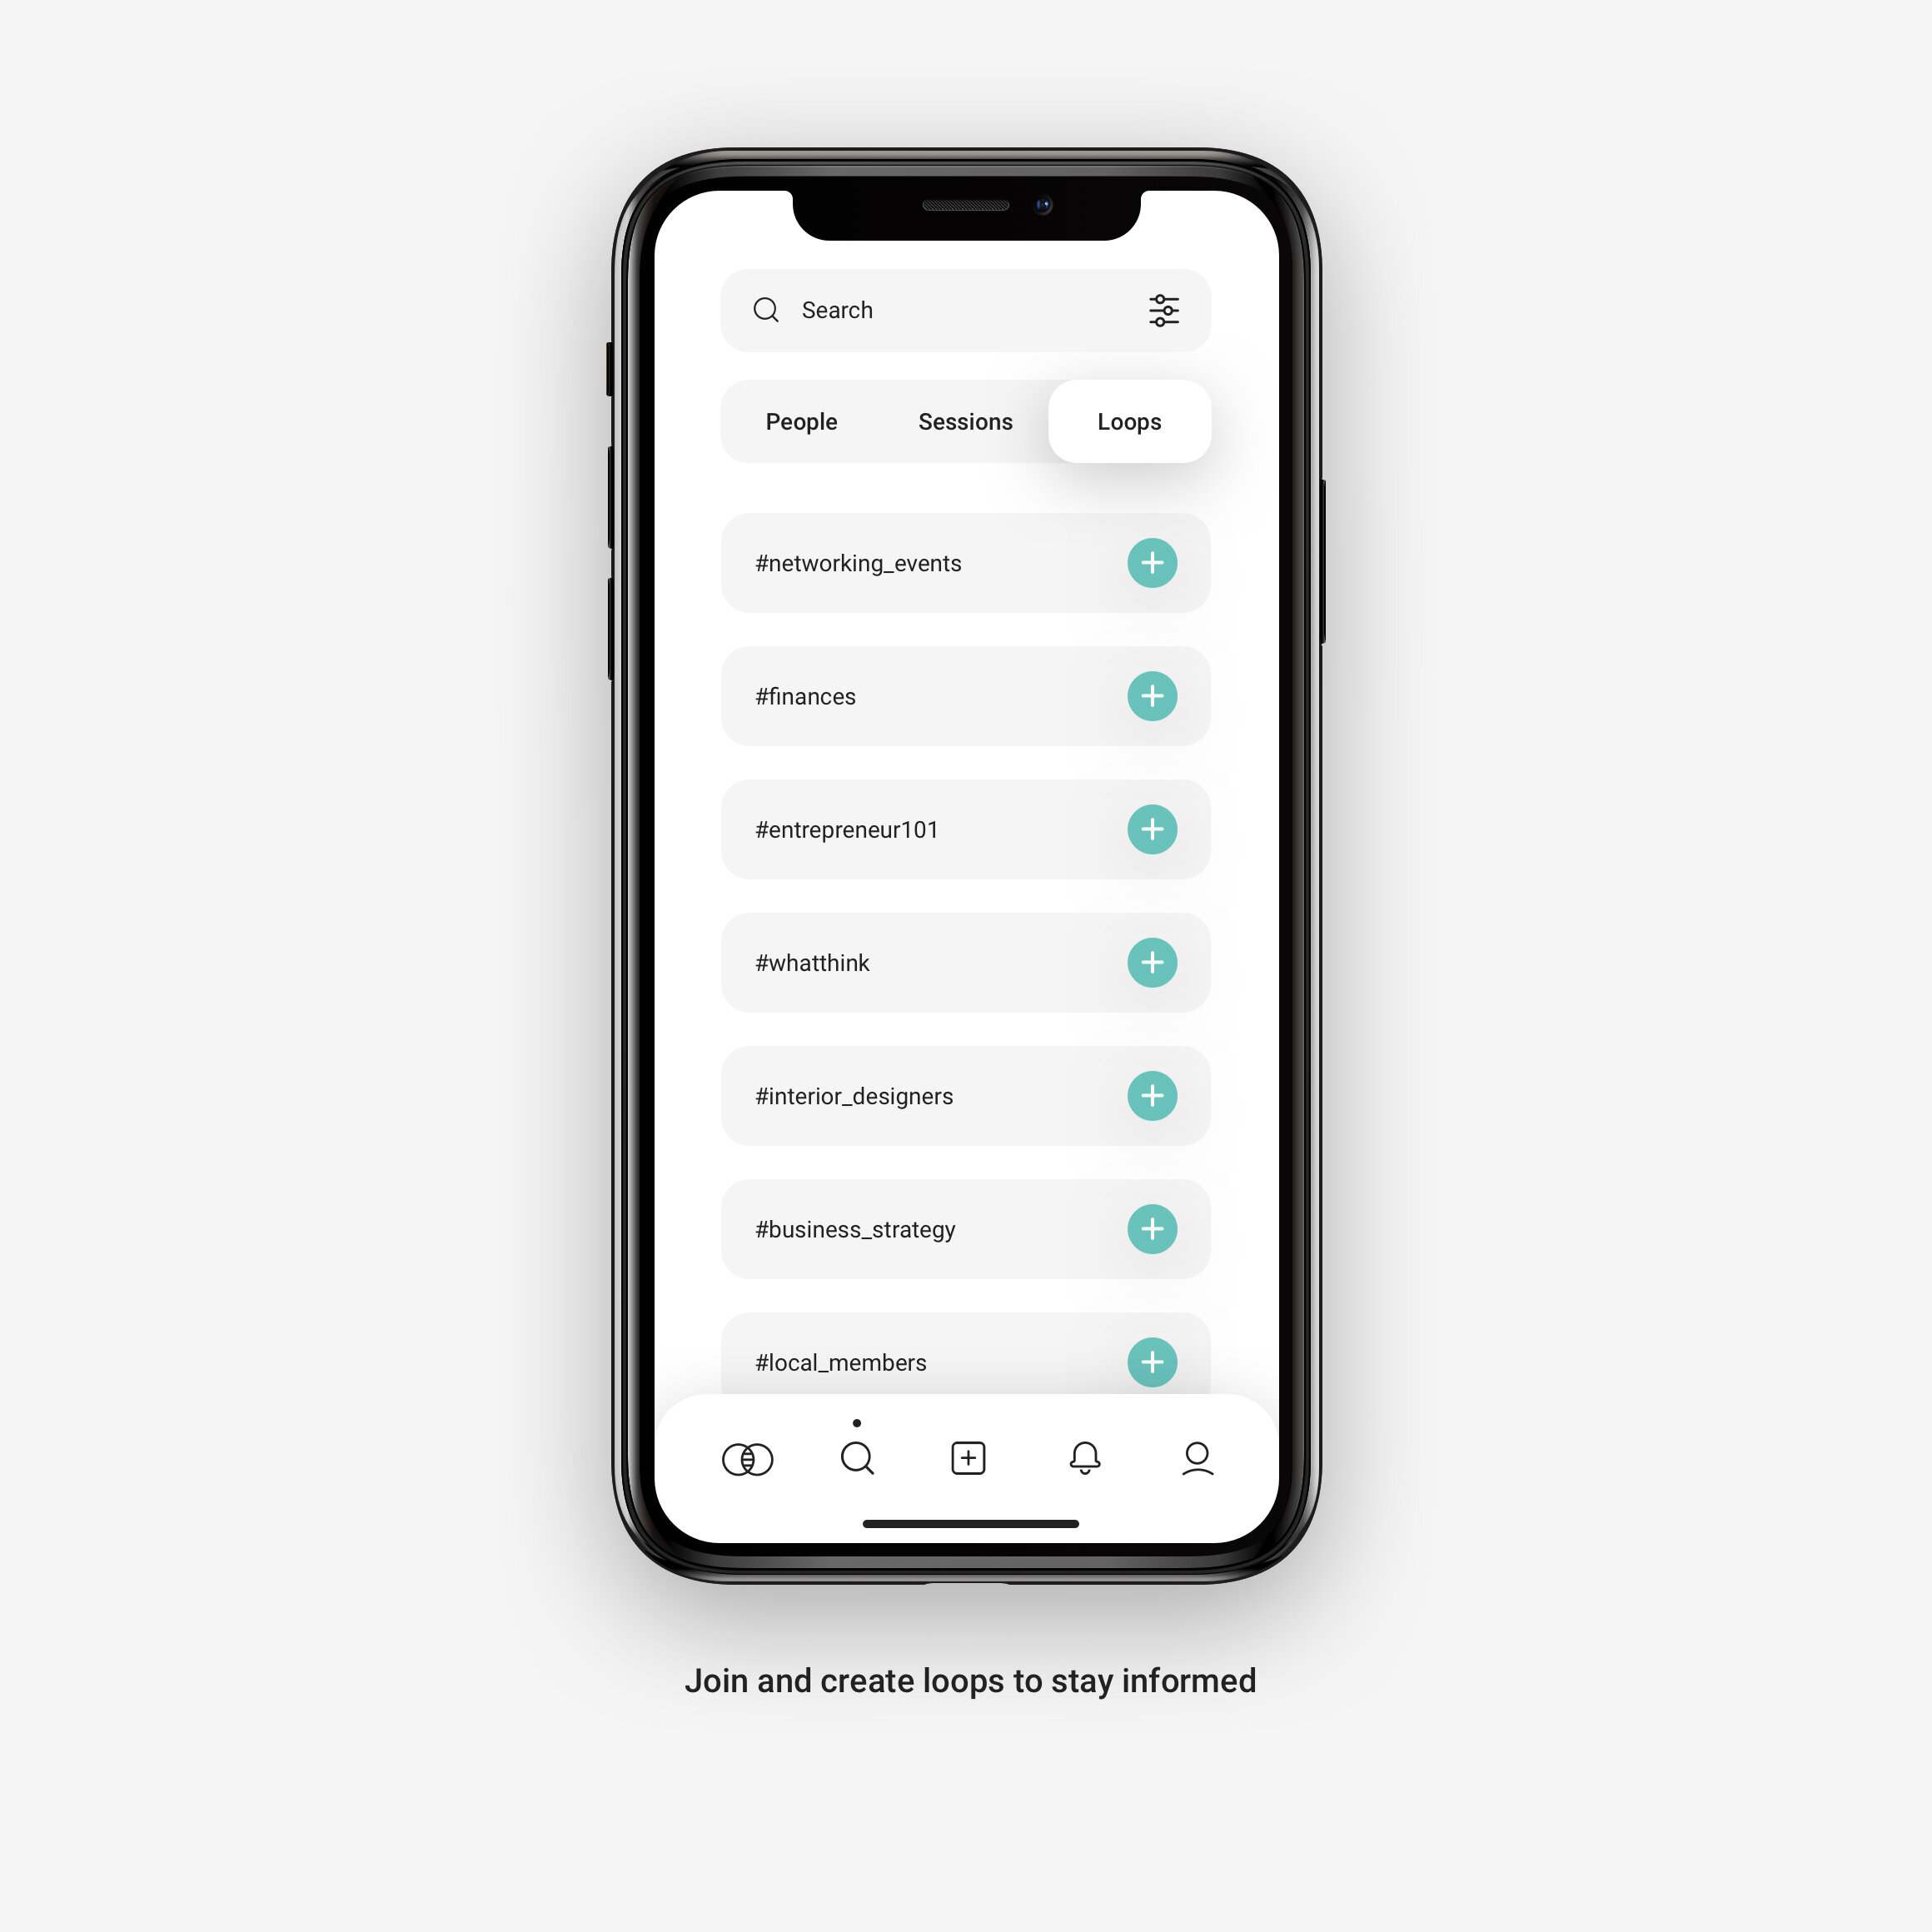 Search
People Sessions Loops
#networking_events
#finances
#entrepreneur101
#whatthink
#interior_designers
#business_strategy
#local_members
Join and create loops to stay informed